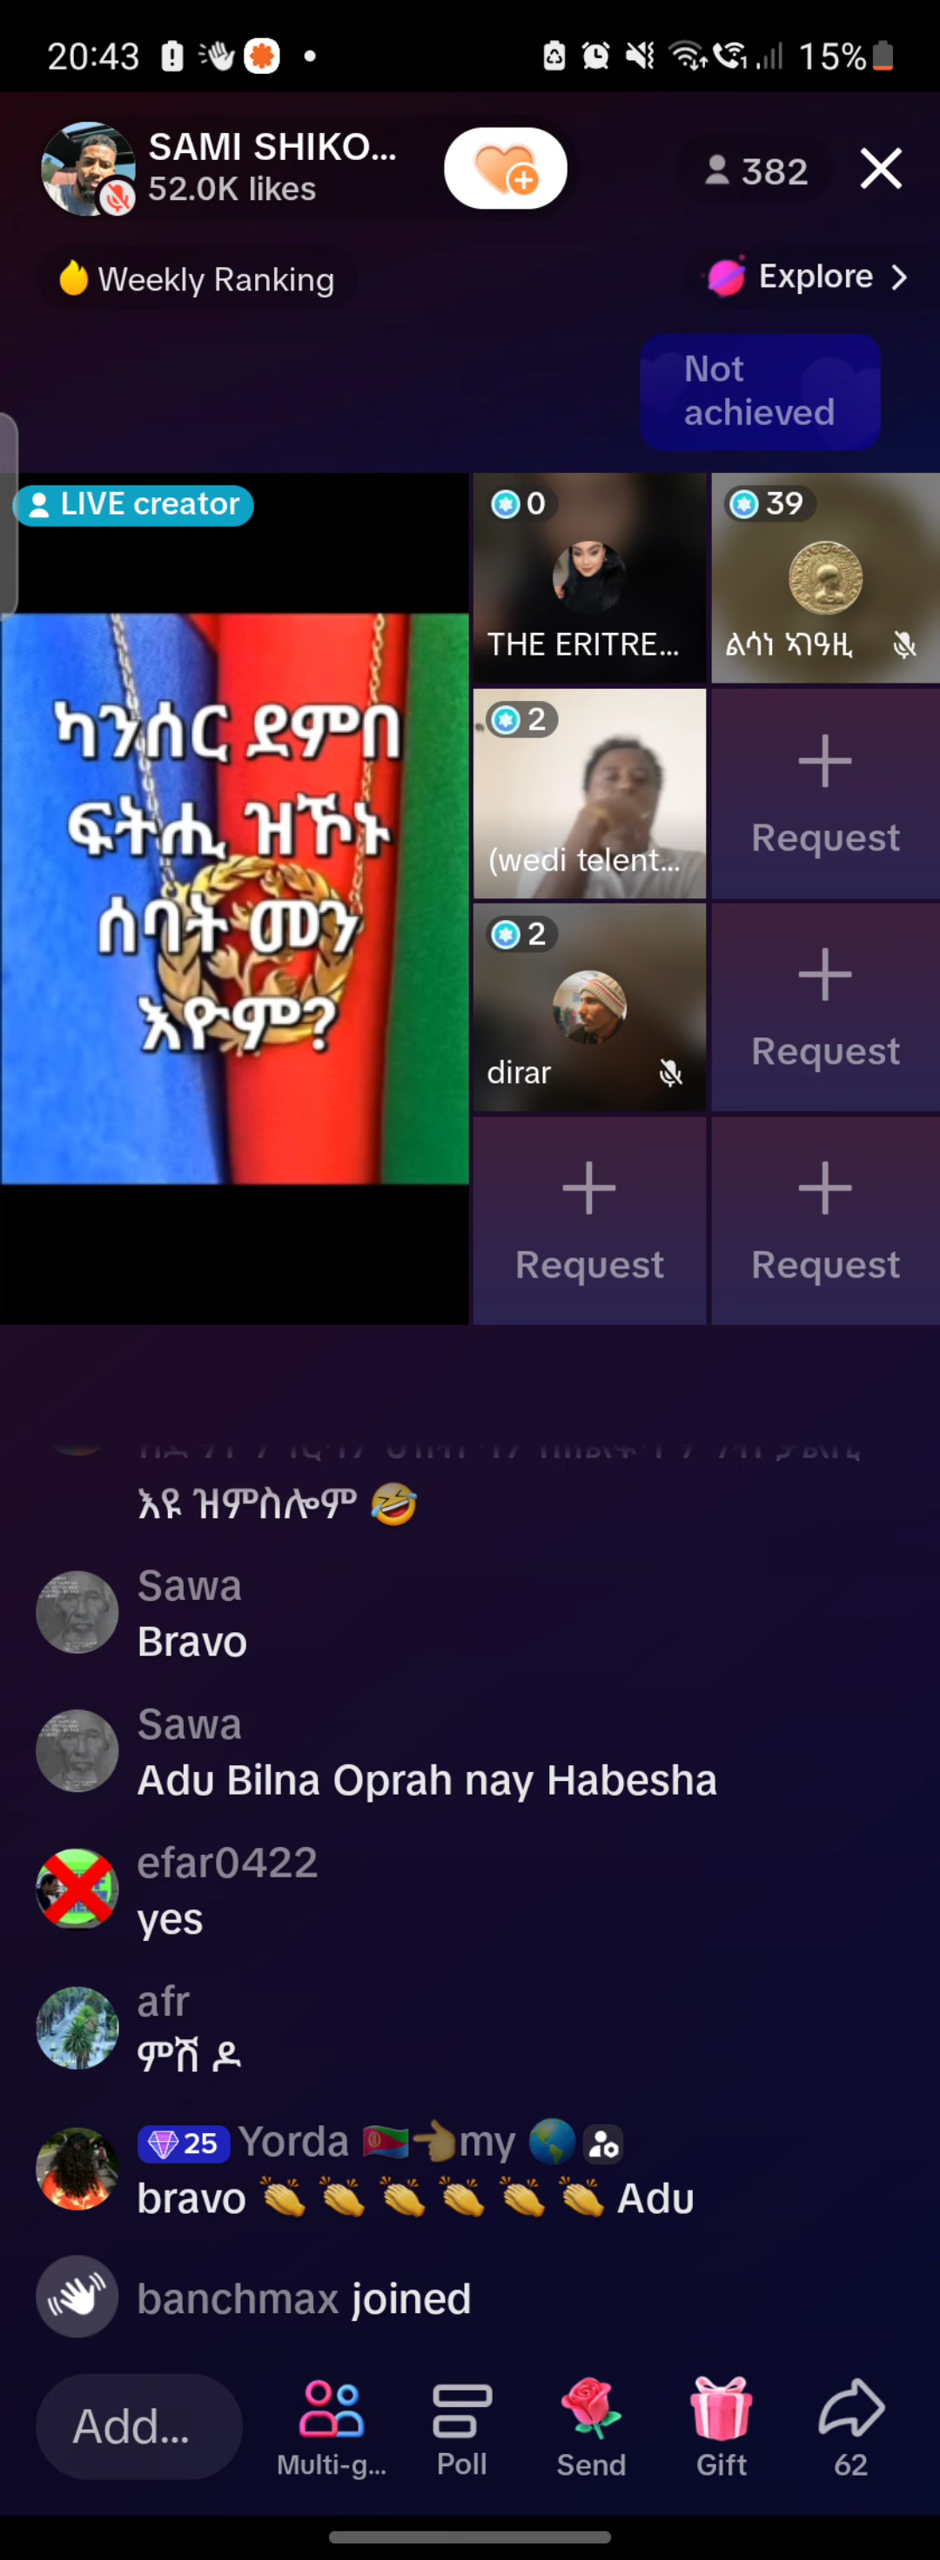 20:43
15%
SAMI SHIKO...
52.0K likes
382
Weekly Ranking
Explore
Not
achieved
LIVE creator
0
THE ERITRE...
39
ልሳነ ኣገዓዚ
ካንሰር ደምበ
ፍትሒ ዝኾኑ
ሰባት መን
እዮም?
2
(wedi telent...
Request
2
dirar
Request
Request
Request
እዩ ዝምስሎም 🤣
Sawa
Bravo
Sawa
Adu Bilna Oprah nay Habesha
efar0422
yes
afr
ምሽ ዶ
25 Yorda 🇪🇷👈my 🌎
bravo 👏 👏 👏 👏 👏 👏 Adu
banchmax joined
Add...
Multi-g...
Poll
Send
Gift
62